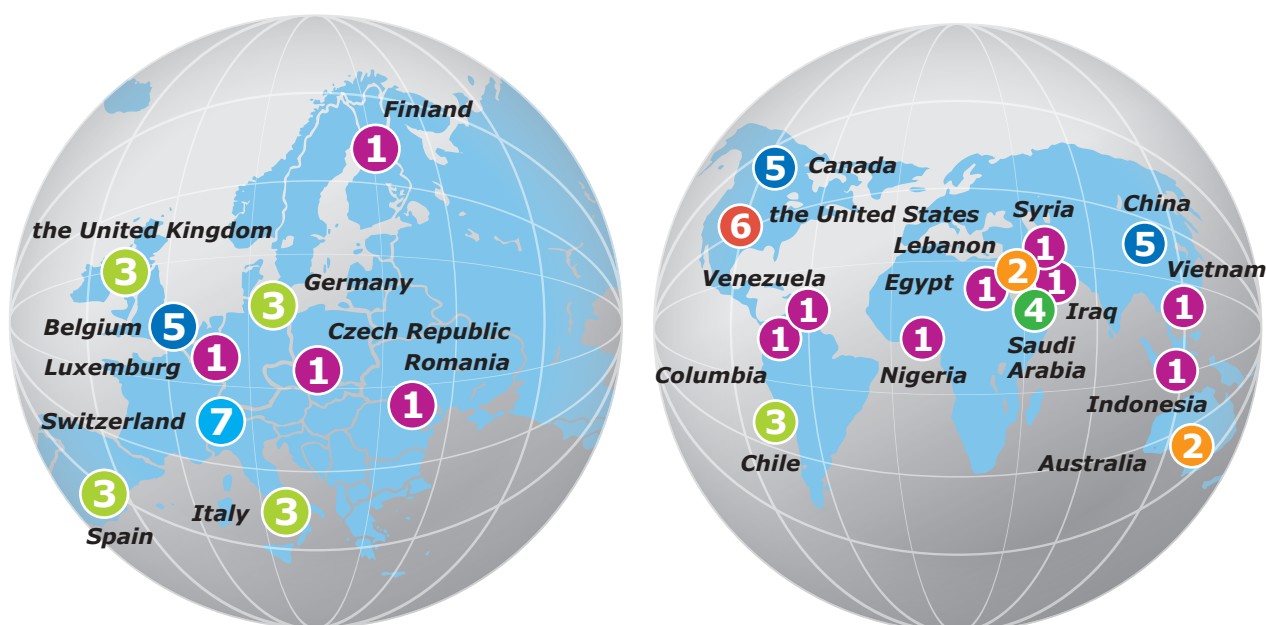 Finland
1
the United Kingdom
3
Germany
3
Belgium
5
Czech Republic
1
Luxemburg
1
Romania
1
Switzerland
7
3
Spain
Italy
3
5
Canada
6
the United States
Syria
1
China
5
Lebanon
2
Vietnam
1
Venezuela
1
Egypt
1
1
Iraq
4
Saudi
Arabia
1
Columbia
1
Nigeria
1
Indonesia
3
Chile
Australia
2